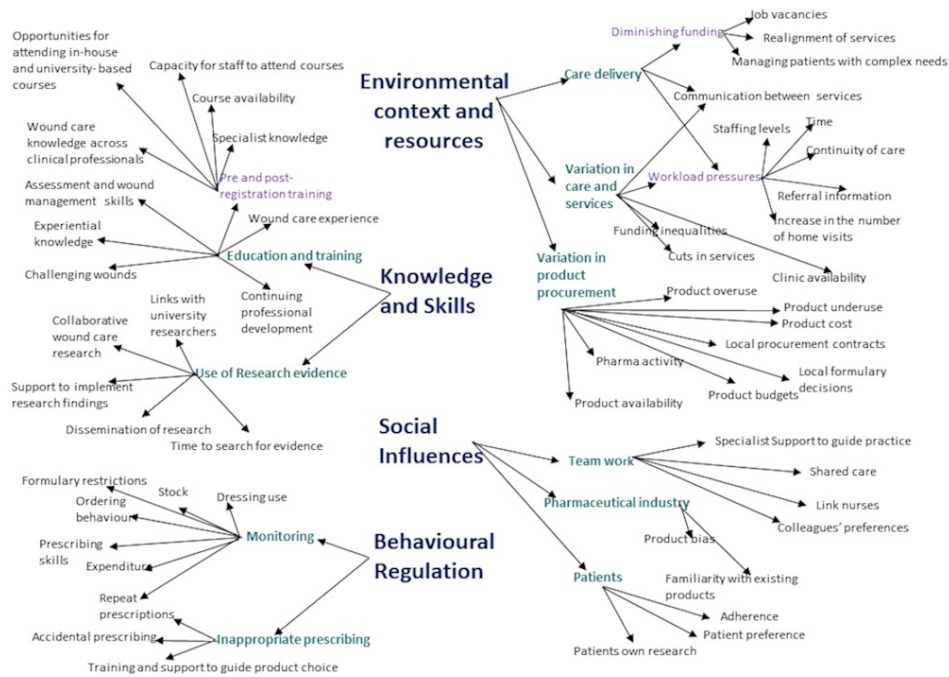 Opportunities for
attending in-house
and university-based
courses
Capacity for staff to attend courses
Course availability
Specialist knowledge
Wound care
knowledge across
clinical professionals
Pre and post-
registration training
Assessment and wound
management skills
Wound care experience
Experiential
knowledge
Education and training
Challenging wounds
Continuing
professional
development
Knowledge
and Skills
Links with
university
researchers
Collaborative
wound care
research
Use of Research evidence
Support to implement
research findings
Dissemination of research
Time to search for evidence
Environmental
context and
resources
Diminishing funding
Job vacancies
Realignment of services
Managing patients with complex needs
Care delivery
Communication between services
Staffing levels
Time
Continuity of care
Variation in
care and
services
Workload pressures
Referral information
Increase in the number
of home visits
Funding inequalities
Cuts in services
Clinic availability
Variation in
product
procurement
Product overuse
Product underuse
Product cost
Local procurement contracts
Pharma activity
Local formulary
decisions
Product budgets
Product availability
Social
Influences
Team work
Specialist Support to guide practice
Shared care
Link nurses
Colleagues’ preferences
Pharmaceutical industry
Product bias
Familiarity with existing
products
Patients
Adherence
Patient preference
Patients own research
Behavioural
Regulation
Formulary restrictions
Stock
Dressing use
Ordering
behaviour
Monitoring
Prescribing
skills
Expenditur
Repeat
prescriptions
Accidental prescribing
Inappropriate prescribing
Training and support to guide product choice